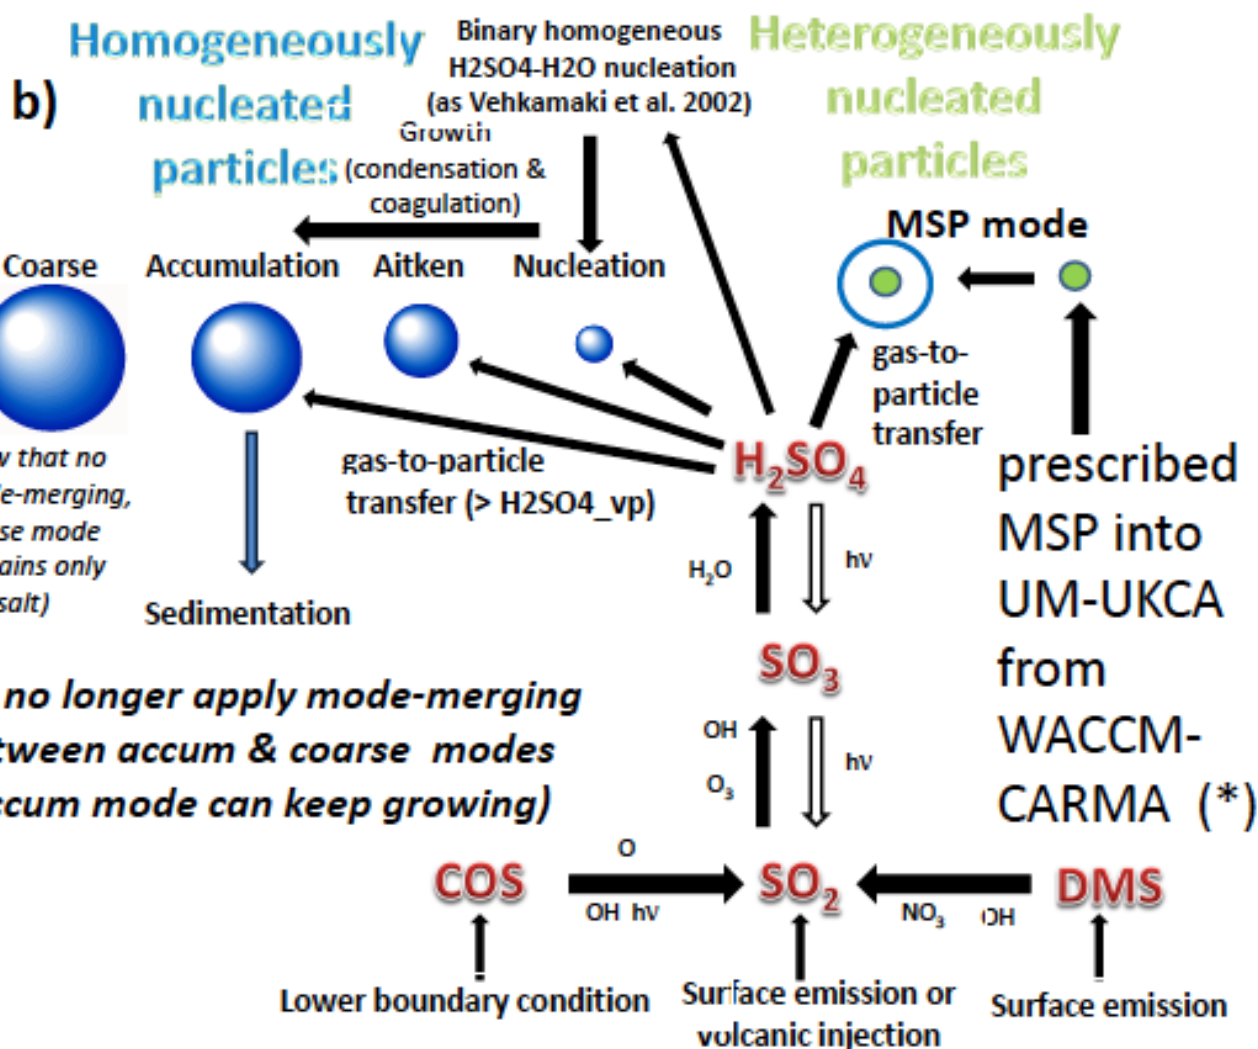 b)
Homogeneously
nucleated
particles
Binary homogeneous
H2SO4-H2O nucleation
(as Vehkamaki et al. 2002)
Heterogeneously
nucleated
particles
Growth
(condensation &
coagulation)
MSP mode
Coarse
Accumulation
Aitken
Nucleation
gas-to-
particle
transfer
that no
-merging,
mode
only
salt)
gas-to-particle
transfer (> H2SO4_vp)
H₂SO₄
prescribed
MSP into
UM-UKCA
from
WACCM-
CARMA (*)
Sedimentation
H₂O
hν
SO₃
no longer apply mode-merging
accum & coarse modes
mode can keep growing)
OH
O₃
hν
COS
O
OH hν
SO₂
NO₃
OH
DMS
Lower boundary condition
Surface emission or
volcanic injection
Surface emission